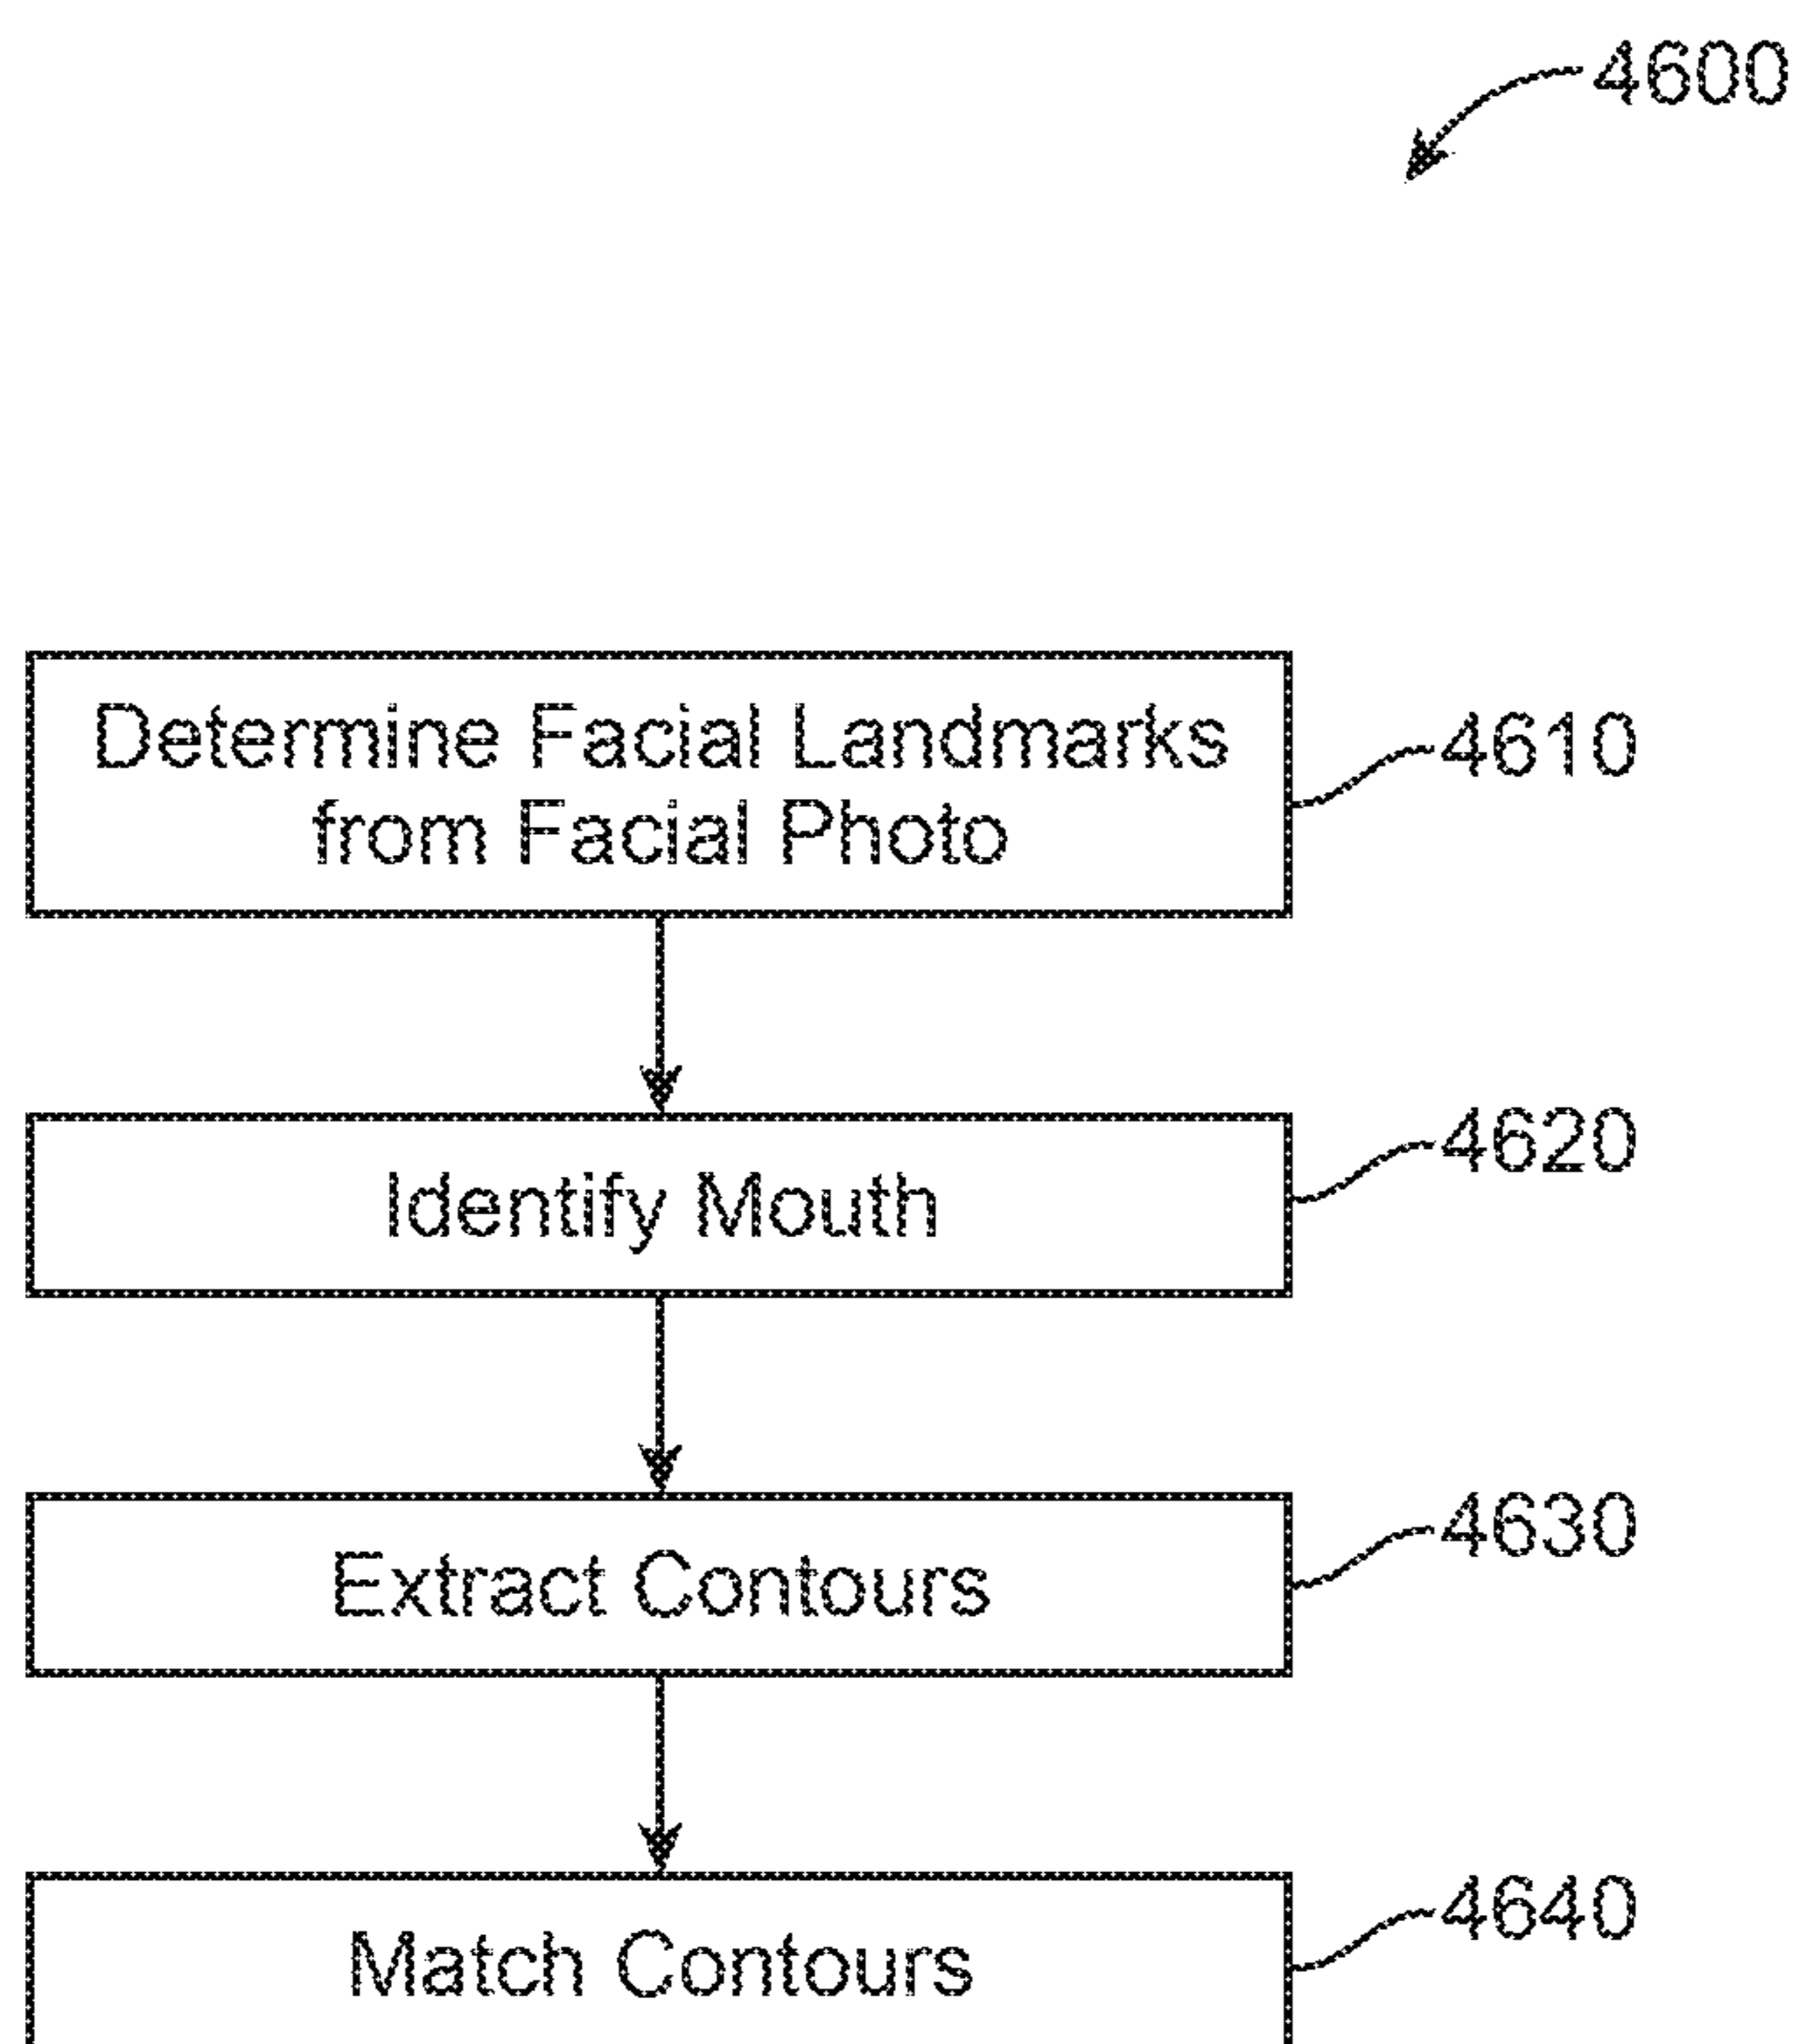 4600
Determine Facial Landmarks
from Facial Photo
4610
Identify Mouth
4620
Extract Contours
4630
Match Contours
4640